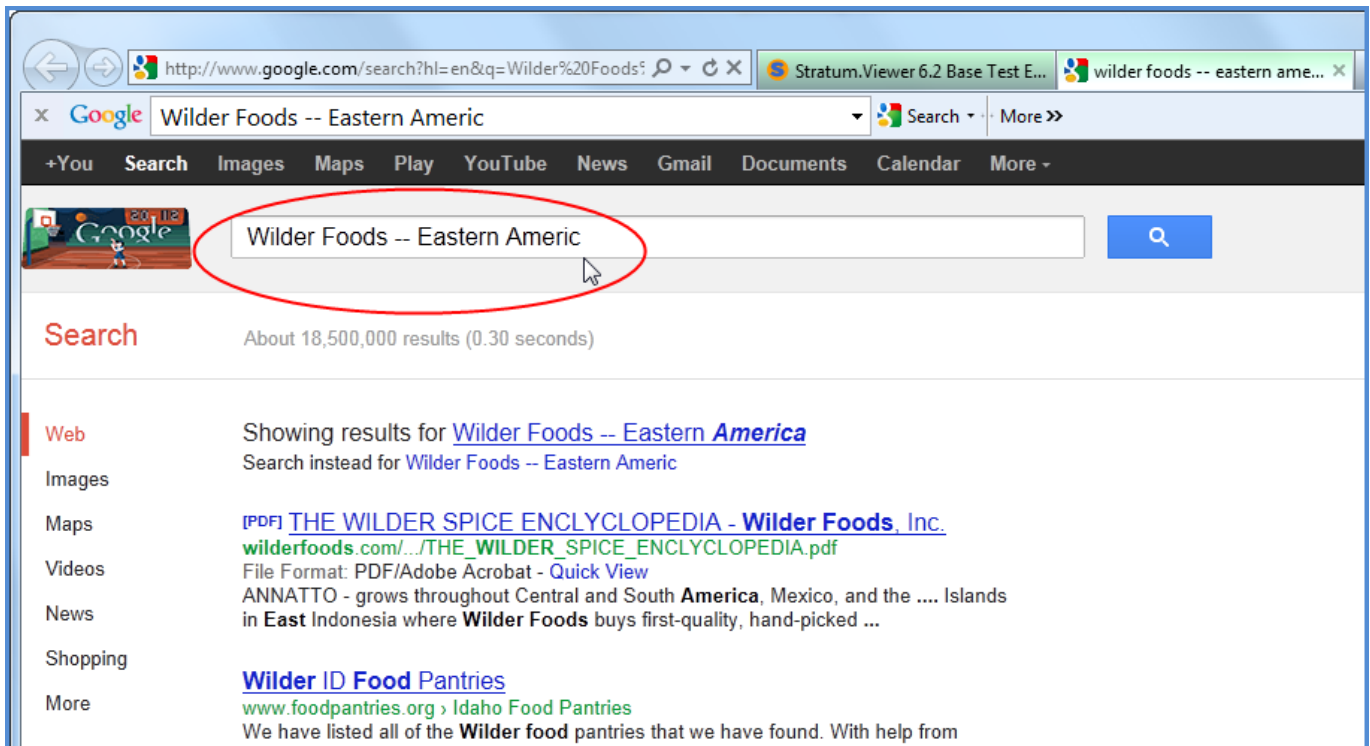 http://www.google.com/search?hl=en&q=Wilder%20Foods%
Stratum.Viewer 6.2 Base Test E...
wilder foods -- eastern ame...
x Google Wilder Foods -- Eastern Americ Search More »
+You Search Images Maps Play YouTube News Gmail Documents Calendar More
20 112
Google
Wilder Foods -- Eastern Americ
Search About 18,500,000 results (0.30 seconds)
Web
Images
Maps
Videos
News
Shopping
More
Showing results for Wilder Foods -- Eastern America
Search instead for Wilder Foods -- Eastern Americ
[PDF] THE WILDER SPICE ENCLYCLOPEDIA - Wilder Foods, Inc.
wilderfoods.com/.../THE_WILDER_SPICE_ENCLYCLOPEDIA.pdf
File Format: PDF/Adobe Acrobat - Quick View
ANNATTO - grows throughout Central and South America, Mexico, and the .... Islands
in East Indonesia where Wilder Foods buys first-quality, hand-picked ...
Wilder ID Food Pantries
www.foodpantries.org › Idaho Food Pantries
We have listed all of the Wilder food pantries that we have found. With help from